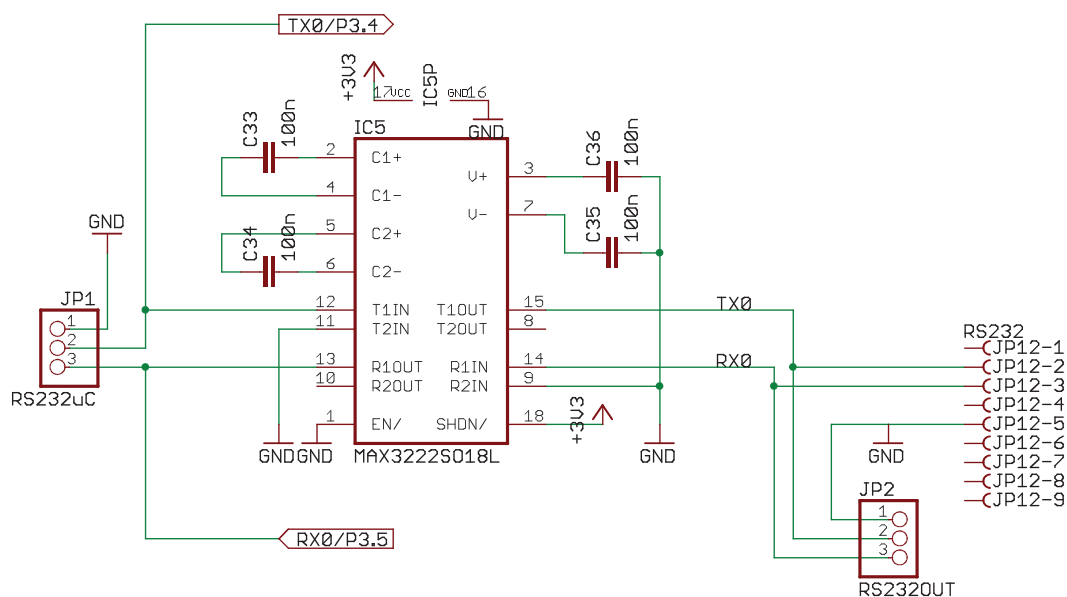 TX0/P3.4
+3V3
17
VCC
IC5P
GND
16
GND
IC5
C33
100n
2
C1+
4
C1-
C34
100n
5
C2+
6
C2-
V+
3
C36
100n
V-
7
C35
100n
GND
JP1
1
2
3
RS232uC
12
T1IN
T1OUT
15
TX0
11
T2IN
T2OUT
8
13
R1OUT
R1IN
14
RX0
10
R2OUT
R2IN
9
1
EN/
SHDN/
18
+3V3
GND
GND
MAX3222SO18L
GND
RS232
JP12-1
JP12-2
JP12-3
JP12-4
JP12-5
JP12-6
JP12-7
JP12-8
JP12-9
GND
JP2
1
2
3
RS232OUT
RX0/P3.5